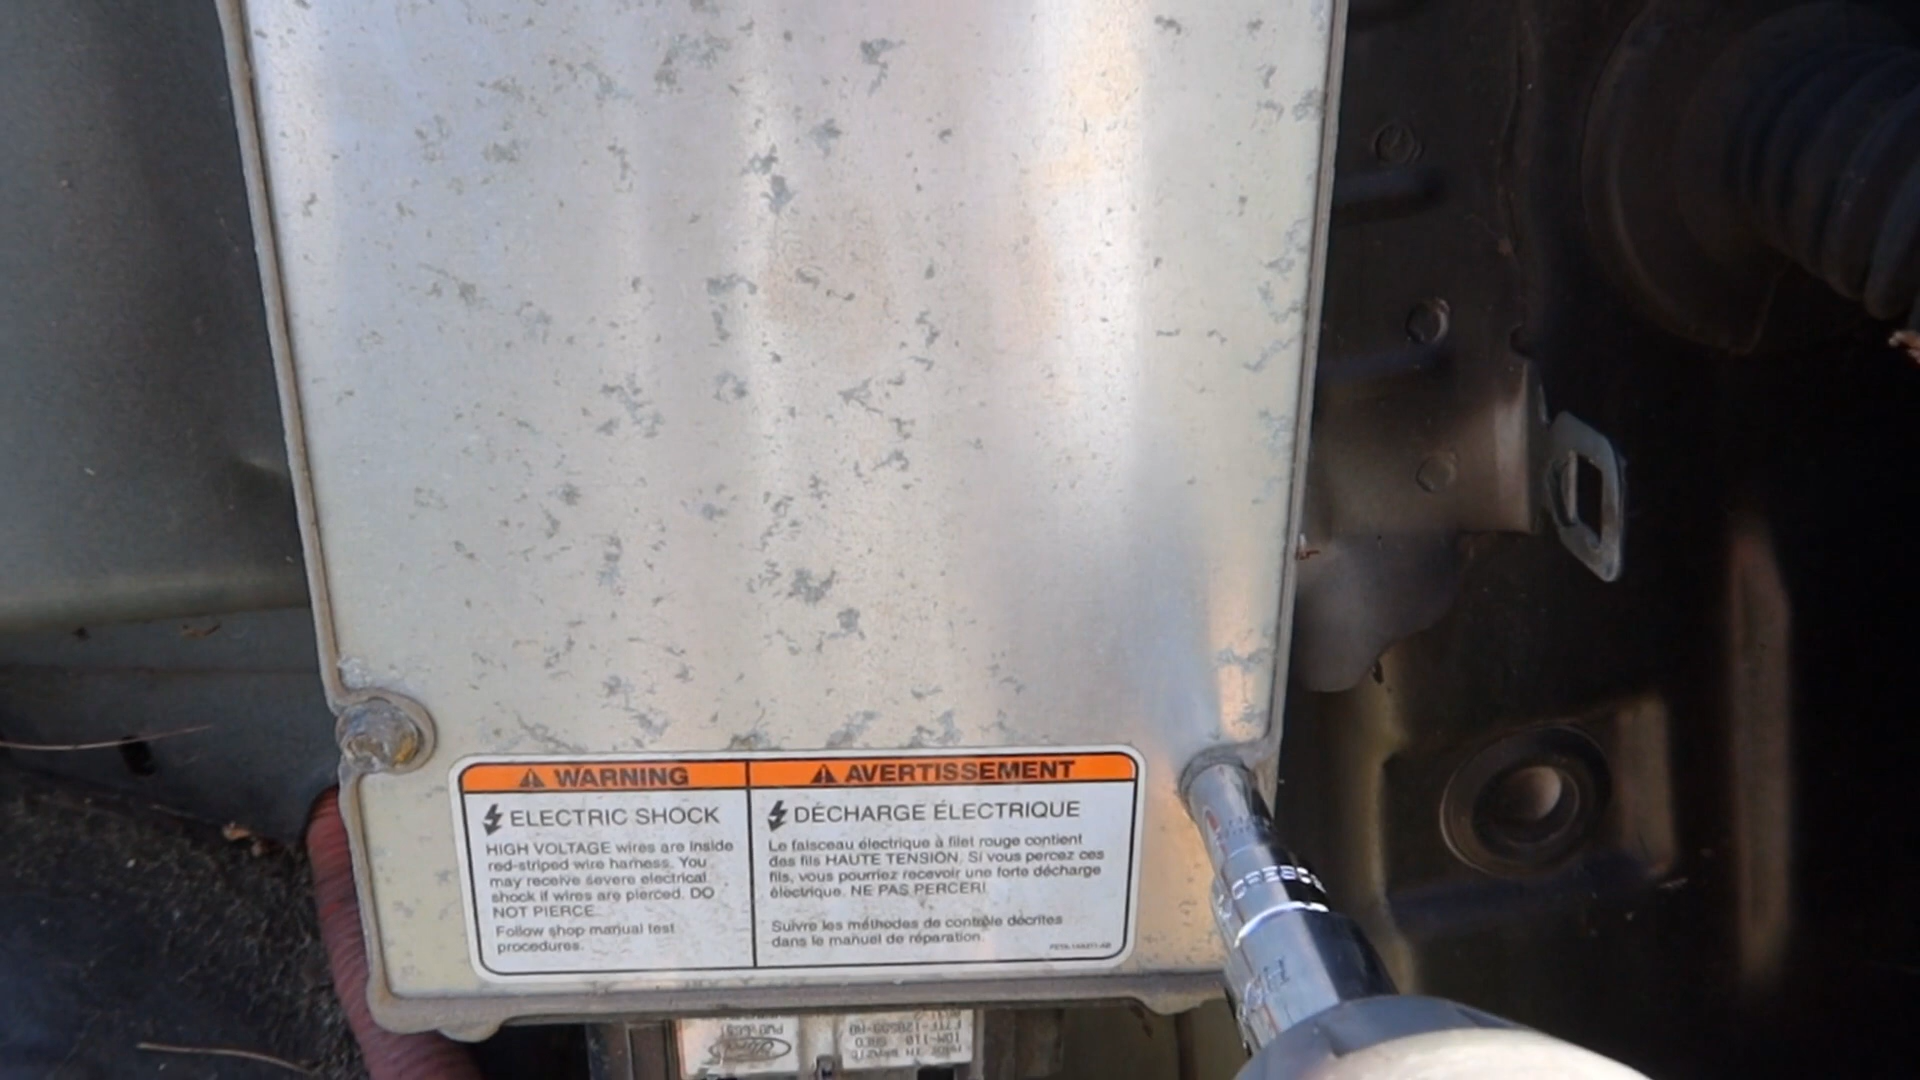 WARNING
ELECTRIC SHOCK
HIGH VOLTAGE wires are inside
red-striped wire harness. You
may receive severe electrical
shock if wires are pierced. DO
NOT PIERCE.
Follow shop manual test
procedures.
AVERTISSEMENT
DÉCHARGE ÉLECTRIQUE
Le faisceau électrique à filet rouge contient
des fils HAUTE TENSION. Si vous percez ces
fils, vous pourriez recevoir une forte décharge
électrique. NE PAS PERCER!
Suivre les méthodes de contrôle décrites
dans le manuel de réparation.
IDM-110
Ford